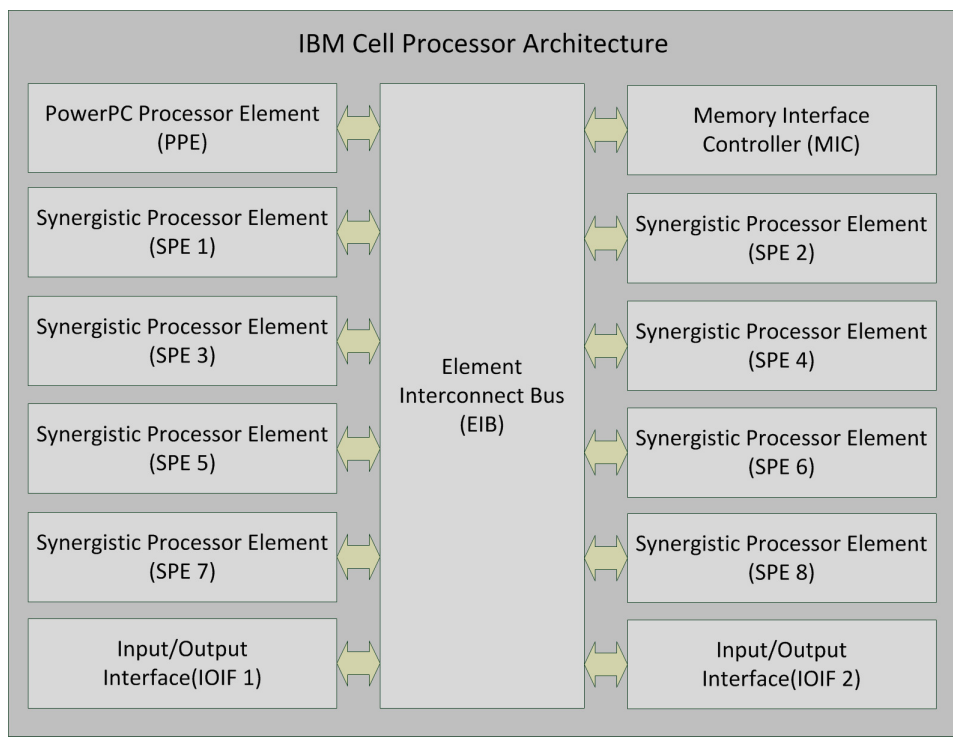 IBM Cell Processor Architecture
PowerPC Processor Element
(PPE)
Memory Interface
Controller (MIC)
Synergistic Processor Element
(SPE 1)
Synergistic Processor Element
(SPE 2)
Synergistic Processor Element
(SPE 3)
Synergistic Processor Element
(SPE 4)
Element
Interconnect Bus
(EIB)
Synergistic Processor Element
(SPE 5)
Synergistic Processor Element
(SPE 6)
Synergistic Processor Element
(SPE 7)
Synergistic Processor Element
(SPE 8)
Input/Output
Interface(IOIF 1)
Input/Output
Interface(IOIF 2)